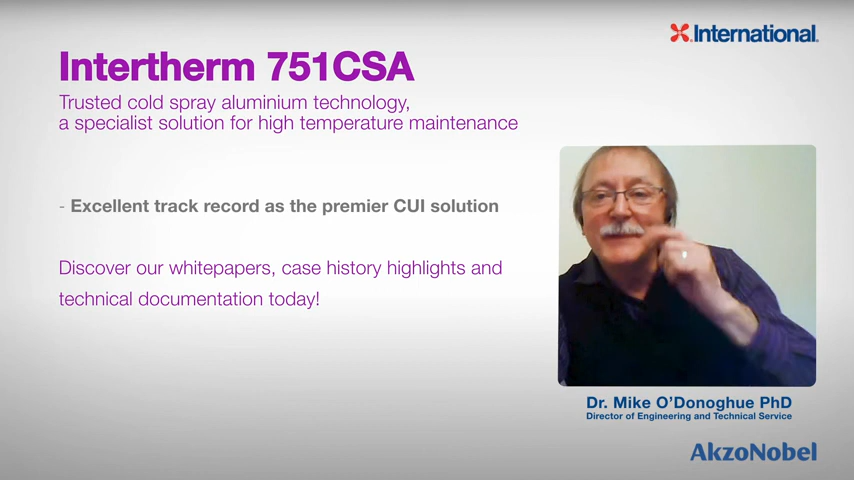 International.
Intertherm 751CSA
Trusted cold spray aluminium technology,
a specialist solution for high temperature maintenance
- Excellent track record as the premier CUI solution
Discover our whitepapers, case history highlights and
technical documentation today!
Dr. Mike O'Donoghue PhD
Director of Engineering and Technical Service
AkzoNobel